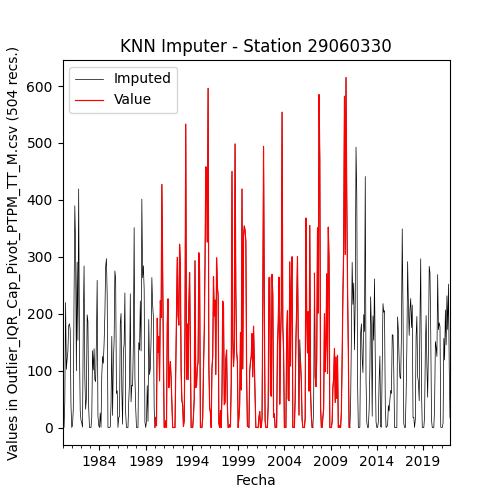 KNN Imputer - Station 29060330
Values in Outlier_IQR_Cap_Pivot_PTPM_TT_M.csv (504 recs.)
Imputed
Value
600
500
400
300
200
100
0
1984 1989 1994 1999 2004 2009 2014 2019
Fecha